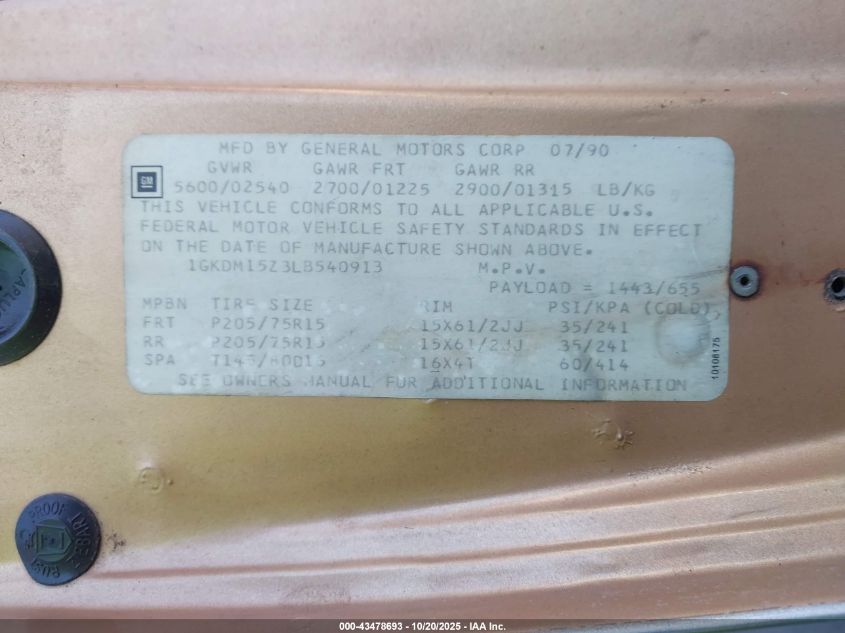 MFD BY GENERAL MOTORS CORP 07/90
GVWR GAWR FRT GAWR RR
GM 5600/02540 2700/01225 2900/01315 LB/KG
THIS VEHICLE CONFORMS TO ALL APPLICABLE U.S.
FEDERAL MOTOR VEHICLE SAFETY STANDARDS IN EFFECT
ON THE DATE OF MANUFACTURE SHOWN ABOVE.
1GKDM15Z3LB540913 M.P.V.
PAYLOAD = 1443/655
MPBN TIRE SIZE RIM PSI/KPA (COLD)
FRT P205/75R15 15X61/2JJ 35/241
RR P205/75R15 15X61/2JJ 35/241
SPA 16X4T 60/414
SEE OWNERS MANUAL FOR ADDITIONAL INFORMATION
10106175
PROOF
RUST
000-43478693 - 10/20/2025 - IAA Inc.